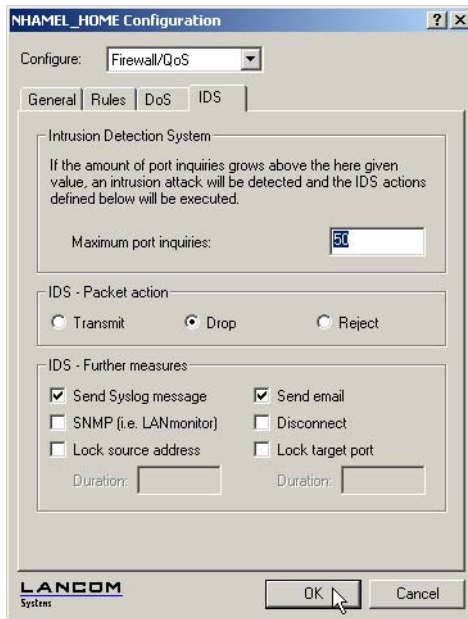 NHAMEL_HOME Configuration
Configure: Firewall/QoS
General Rules DoS IDS
Intrusion Detection System
If the amount of port inquiries grows above the here given
value, an intrusion attack will be detected and the IDS actions
defined below will be executed.
Maximum port inquiries: 50
IDS - Packet action
Transmit Drop Reject
IDS - Further measures
Send Syslog message Send email
SNMP (i.e. LANmonitor) Disconnect
Lock source address Lock target port
Duration: Duration:
LANCOM
Systems
OK Cancel